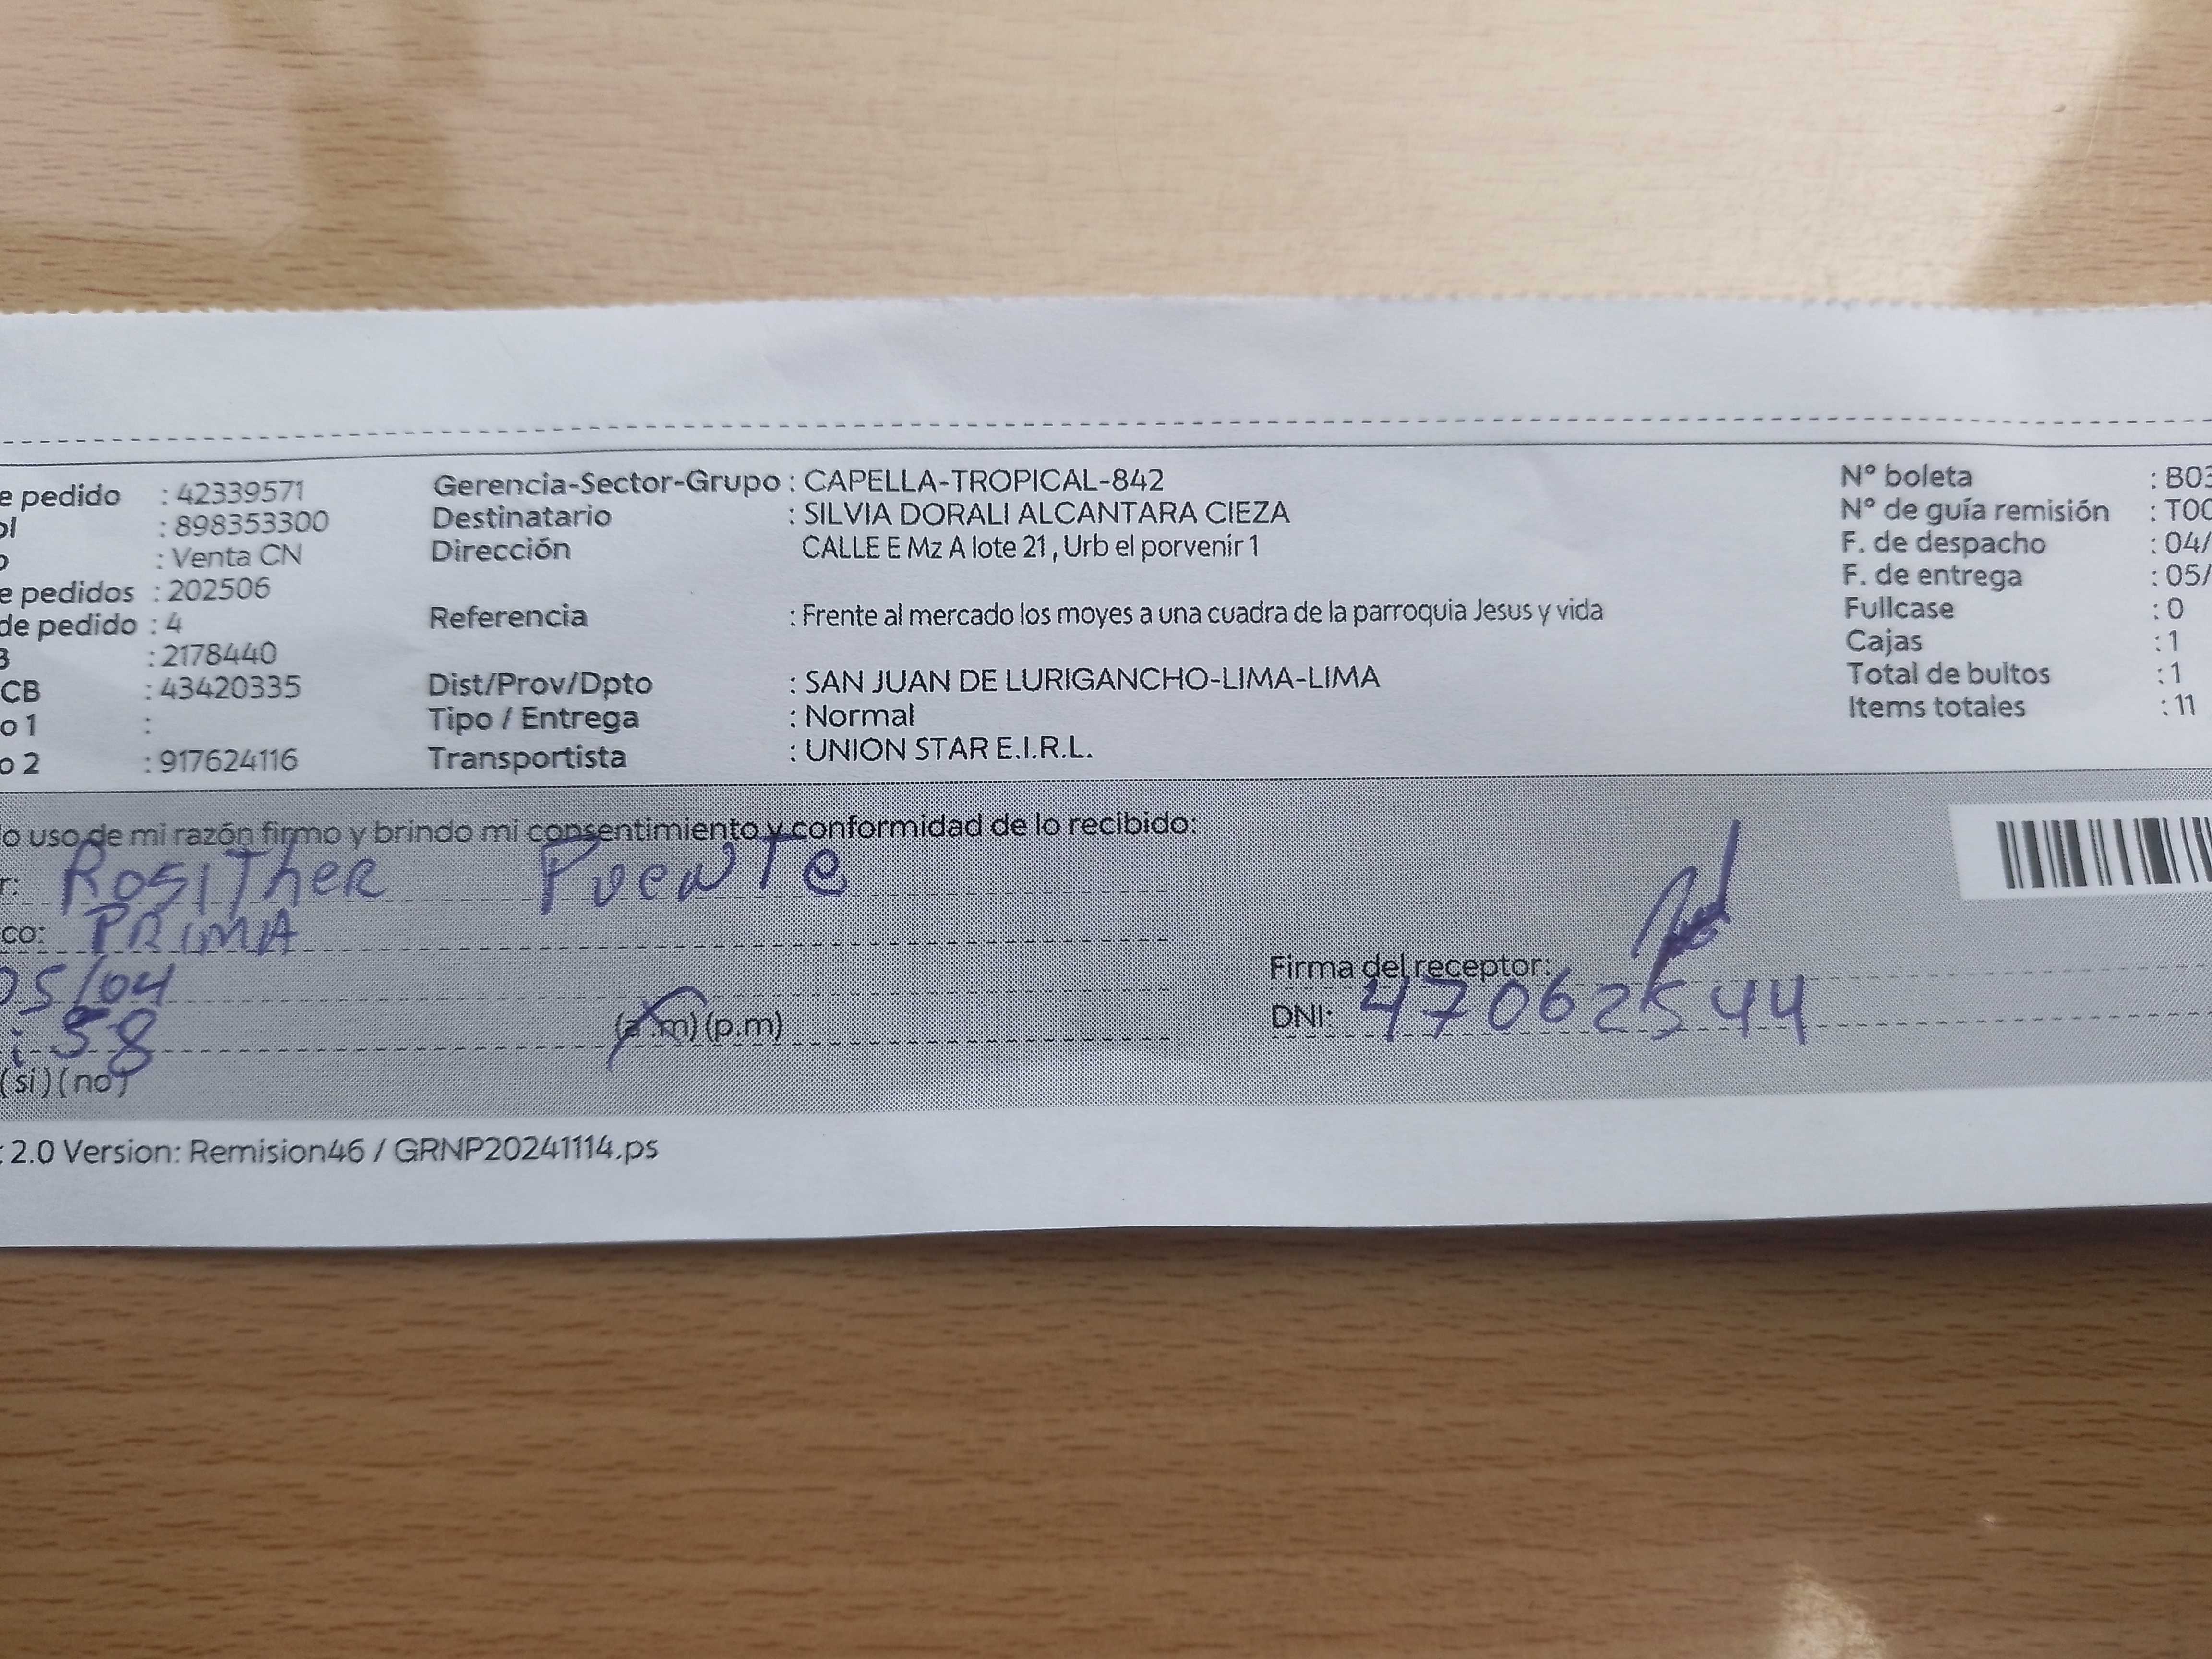 e pedido : 42339571
ol : 898353300
o : Venta CN
e pedidos : 202506
de pedido : 4
3 : 2178440
CB : 43420335
o 1 :
o 2 : 917624116
Gerencia-Sector-Grupo : CAPELLA-TROPICAL-842
Destinatario : SILVIA DORALI ALCANTARA CIEZA
Dirección CALLE E Mz A lote 21 , Urb el porvenir 1
Referencia : Frente al mercado los moyes a una cuadra de la parroquia Jesus y vida
Dist/Prov/Dpto : SAN JUAN DE LURIGANCHO-LIMA-LIMA
Tipo / Entrega : Normal
Transportista : UNION STAR E.I.R.L.
N° boleta : B03
N° de guía remisión : T00
F. de despacho : 04/
F. de entrega : 05/
Fullcase : 0
Cajas : 1
Total de bultos : 1
Items totales : 11
lo uso de mi razón firmo y brindo mi consentimiento y conformidad de lo recibido:
r: RosiTheR PuenTe
co: PRIMA
05/04
58 (a.m) (p.m)
(si) (no)
Firma del receptor:
DNI: 47062544
2.0 Version: Remision46 / GRNP20241114.ps